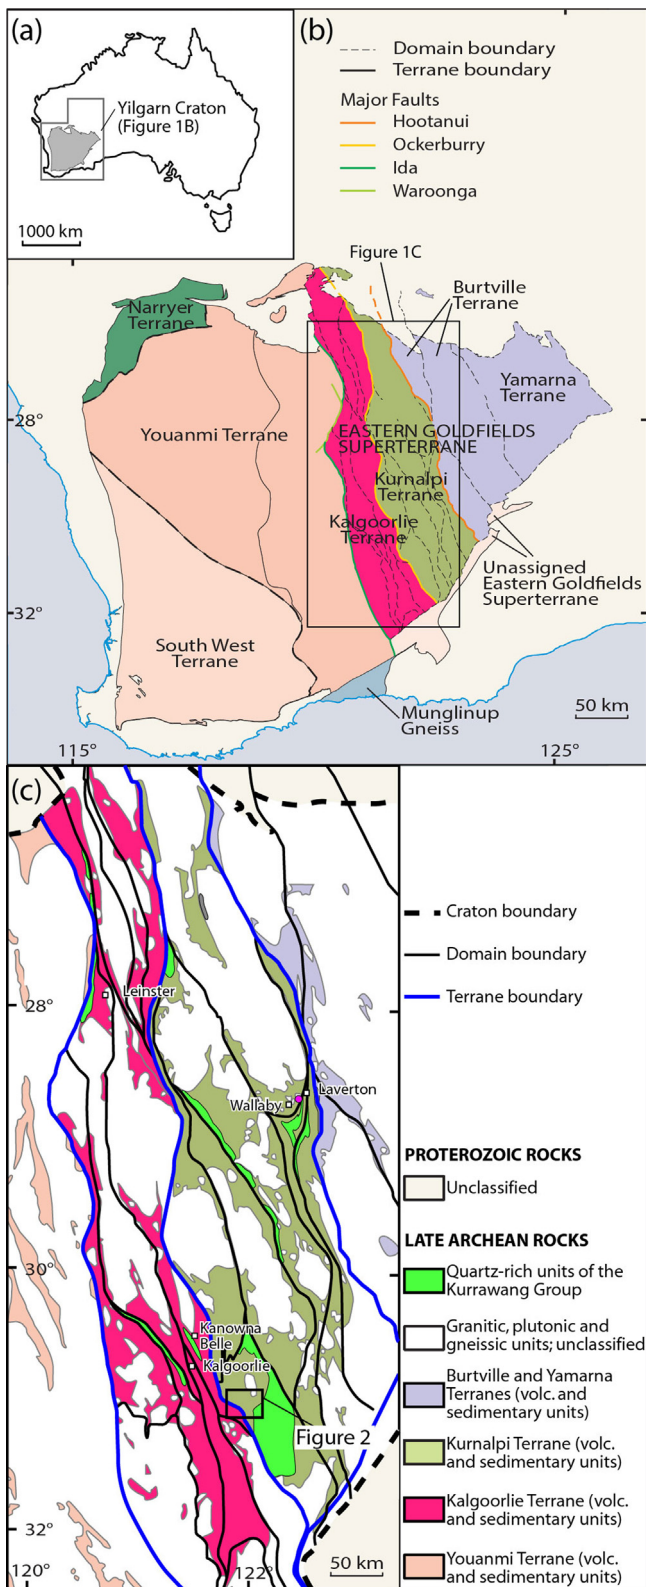 (a)
Yilgarn Craton
(Figure 1B)
1000 km
(b)
Domain boundary
Terrane boundary
Major Faults
Hootanui
Ockerburry
Ida
Waroonga
Figure 1C
Burtville
Terrane
Narryer
Terrane
Yamarna
Terrane
28°
Youanmi Terrane
EASTERN GOLDFIELDS
SUPERTERRANE
Kurnalpi
Terrane
Kalgoorlie
Terrane
Unassigned
Eastern Goldfields
Superterrane
32°
South West
Terrane
Munglinup
Gneiss
50 km
115°
125°
(c)
Craton boundary
Domain boundary
Terrane boundary
Leinster
28°
Laverton
Wallaby
PROTEROZOIC ROCKS
Unclassified
LATE ARCHEAN ROCKS
30°
Quartz-rich units of the
Kurrawang Group
Kanowna
Belle
Kalgoorlie
Granitic, plutonic and
gneissic units; unclassified
Burtville and Yamarna
Terranes (volc. and
sedimentary units)
Figure 2
Kurnalpi Terrane (volc.
and sedimentary units)
Kalgoorlie Terrane (volc.
and sedimentary units)
32°
50 km
Youanmi Terrane (volc.
and sedimentary units)
120°
122°